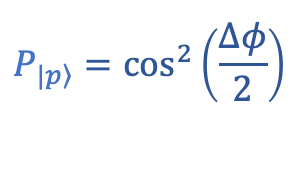 P_{|p⟩} = cos² (Δϕ/2)